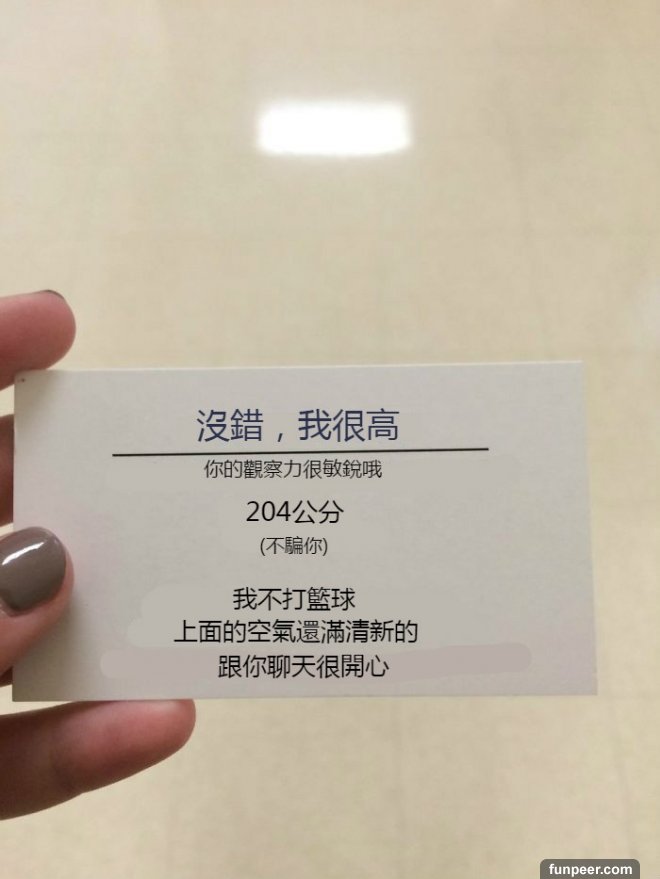 沒錯，我很高
你的觀察力很敏銳哦
204公分
(不騙你)
我不打籃球
上面的空氣還滿清新的
跟你聊天很開心
funpeer.com